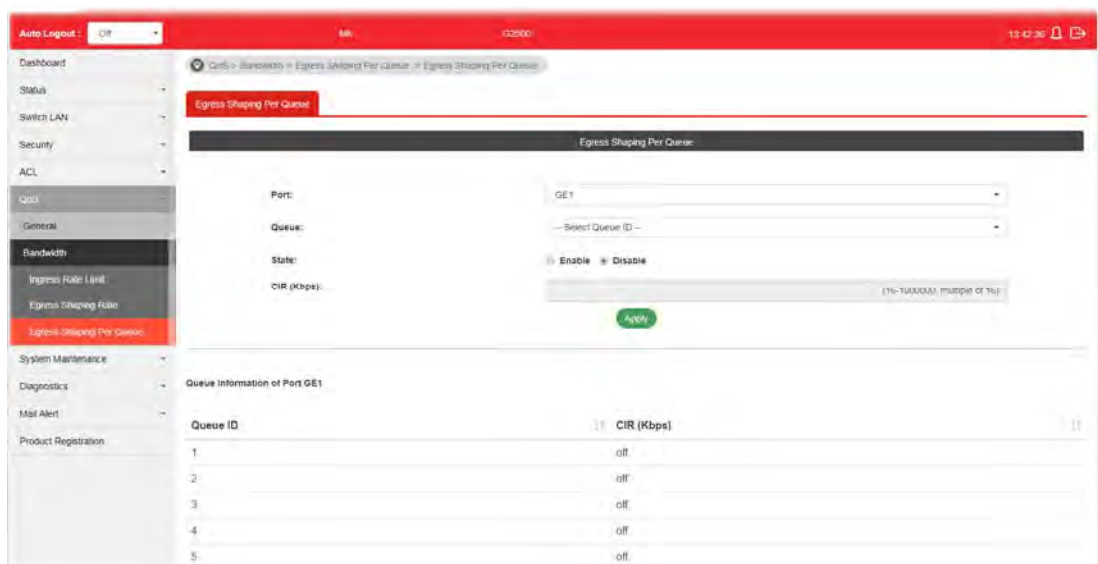 Auto Logout : Off G3500 13:42:36
Dashboard
QoS > Bandwidth > Egress Shaping Per Queue > Egress Shaping Per Queue
Status
Egress Shaping Per Queue
Switch LAN
Security
Egress Shaping Per Queue
ACL
QoS
Port: GE1
General
Queue: -- Select Queue ID --
Bandwidth
State: Enable Disable
Ingress Rate Limit
CIR (Kbps): (16-1000000, multiple of 16)
Egress Shaping Rate
Apply
Egress Shaping Per Queue
System Maintenance
Diagnostics
Queue Information of Port GE1
Mail Alert
Queue ID CIR (Kbps)
Product Registration
1 off
2 off
3 off
4 off
5 off